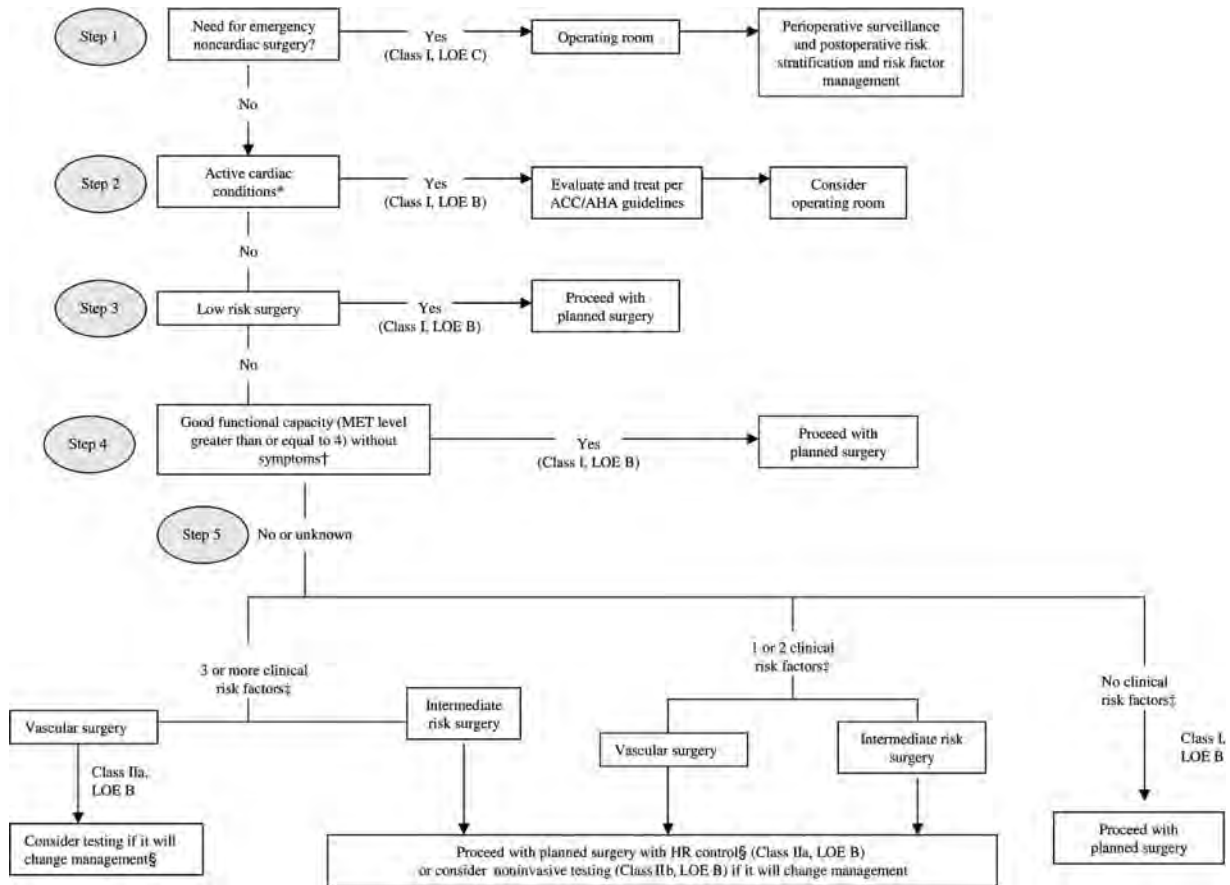 Step 1
Need for emergency
noncardiac surgery?
Yes
(Class I, LOE C)
Operating room
Perioperative surveillance
and postoperative risk
stratification and risk factor
management
No
Step 2
Active cardiac
conditions*
Yes
(Class I, LOE B)
Evaluate and treat per
ACC/AHA guidelines
Consider
operating room
No
Step 3
Low risk surgery
Yes
(Class I, LOE B)
Proceed with
planned surgery
No
Step 4
Good functional capacity (MET level
greater than or equal to 4) without
symptoms†
Yes
(Class I, LOE B)
Proceed with
planned surgery
Step 5
No or unknown
3 or more clinical
risk factors‡
1 or 2 clinical
risk factors‡
No clinical
risk factors‡
Vascular surgery
Intermediate
risk surgery
Vascular surgery
Intermediate risk
surgery
Class IIa,
LOE B
Class I,
LOE B
Consider testing if it will
change management§
Proceed with planned surgery with HR control§ (Class IIa, LOE B)
or consider noninvasive testing (Class IIb, LOE B) if it will change management
Proceed with
planned surgery